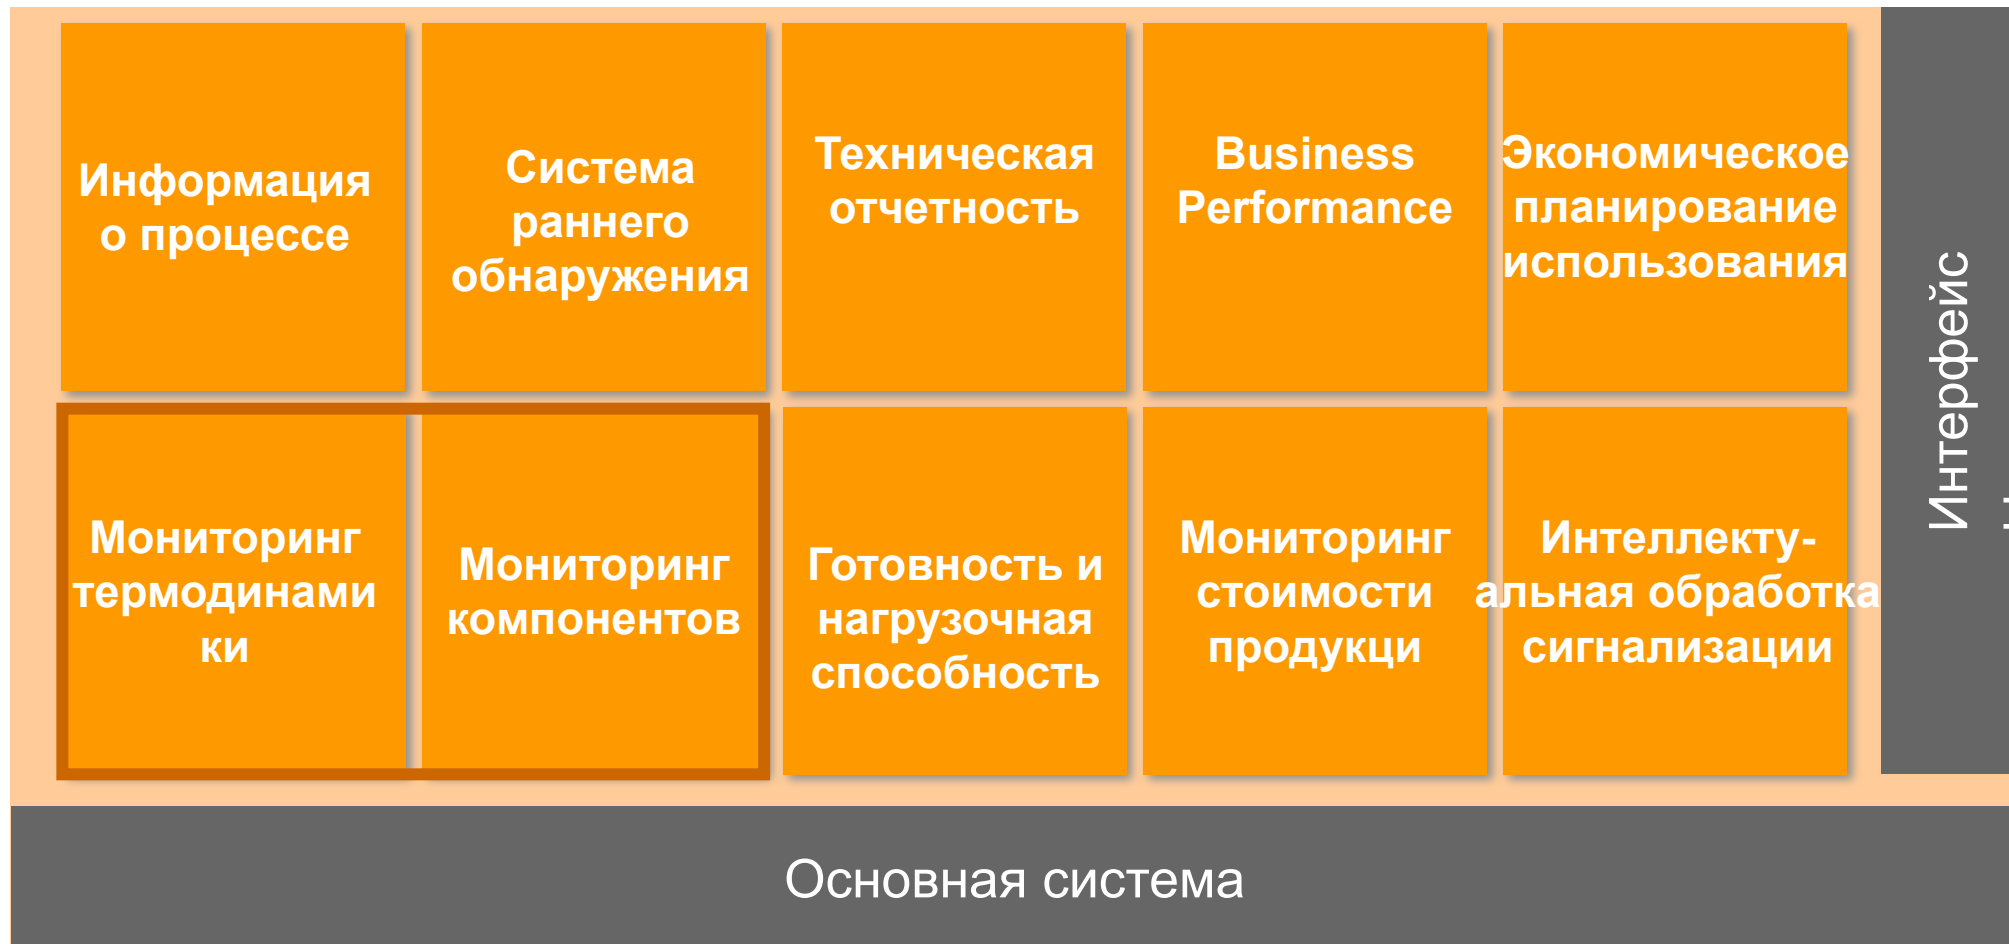 Информация
о процессе
Система
раннего
обнаружения
Техническая
отчетность
Business
Performance
Экономическое
планирование
использования
Мониторинг
термодинами
ки
Мониторинг
компонентов
Готовность и
нагрузочная
способность
Мониторинг
стоимости
продукци
Интеллекту-
альная обработка
сигнализации
Интерфейс
Основная система